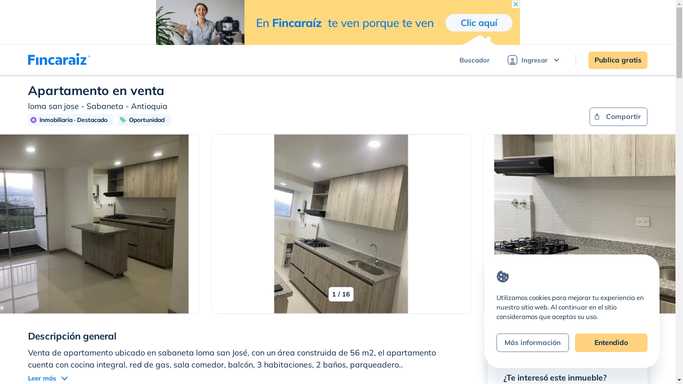 En Fincaraíz te ven porque te ven
Clic aquí
Fincaraíz
Buscador
Ingresar
Publica gratis
Apartamento en venta
loma san jose - Sabaneta - Antioquia
Inmobiliaria · Destacado
Oportunidad
Compartir
1 / 16
Utilizamos cookies para mejorar tu experiencia en
nuestro sitio web. Al continuar en el sitio
consideramos que aceptas su uso.
Más información
Entendido
Descripción general
Venta de apartamento ubicado en sabaneta loma san José, con un área construida de 56 m2, el apartamento
cuenta con cocina integral, red de gas, sala comedor, balcón, 3 habitaciones, 2 baños, parqueadero..
Leer más
¿Te interesó este inmueble?